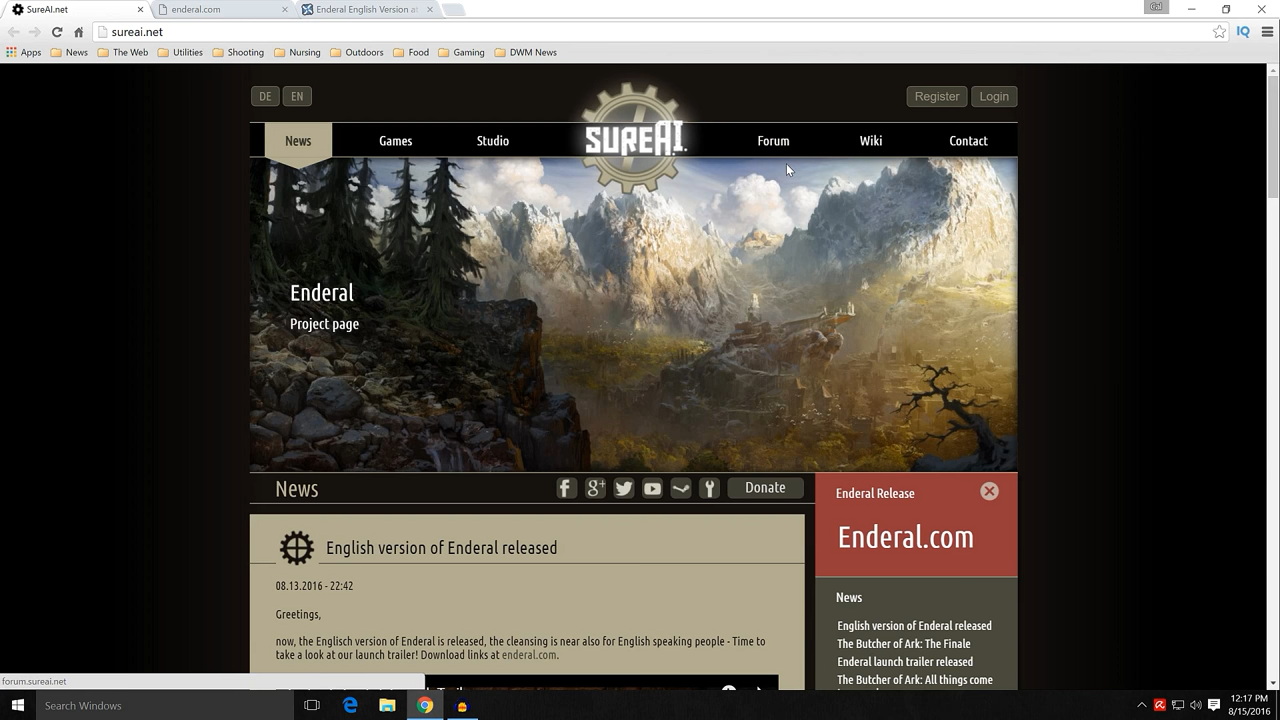 SureAI.net
enderal.com
Enderal English Version at
sureai.net
IQ
Apps News The Web Utilities Shooting Nursing Outdoors Food Gaming DWM News
DE EN
Register Login
News Games Studio SUREAI. Forum Wiki Contact
Enderal
Project page
News
Donate
English version of Enderal released
08.13.2016 - 22:42
Greetings,
now, the Englisch version of Enderal is released, the cleansing is near also for English speaking people - Time to
take a look at our launch trailer! Download links at enderal.com.
Enderal Release
Enderal.com
News
English version of Enderal released
The Butcher of Ark: The Finale
Enderal launch trailer released
The Butcher of Ark: All things come
forum.sureai.net
Search Windows
12:17 PM
8/15/2016